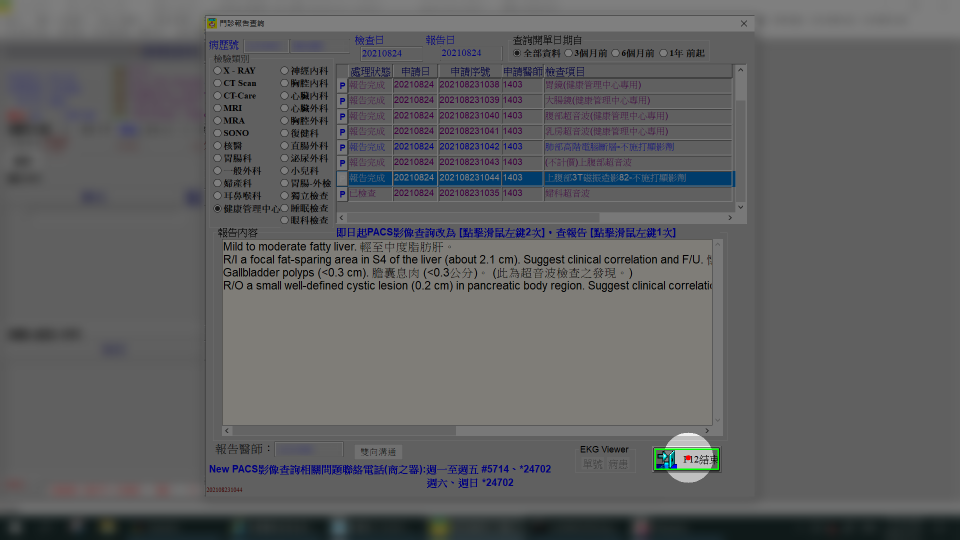 門診報告查詢
病歷號
檢查日 報告日
20210824 20210824
查詢開單日期自
全部資料 3個月前 6個月前 1年 前起
檢驗類別
X - RAY 神經內科
CT Scan 胸腔內科
CT-Care 心臟內科
MRI 心臟外科
MRA 胸腔外科
SONO 復健科
核醫 直腸外科
胃腸科 泌尿外科
一般外科 小兒科
婦產科 胃腸-外檢
耳鼻喉科 獨立檢查
健康管理中心 睡眠檢查
眼科檢查
處理狀態 申請日 申請序號 申請醫師 檢查項目
P 報告完成 20210824 202108231038 1403 胃鏡(健康管理中心專用)
P 報告完成 20210824 202108231039 1403 大腸鏡(健康管理中心專用)
P 報告完成 20210824 202108231040 1403 腹部超音波(健康管理中心專用)
P 報告完成 20210824 202108231041 1403 乳房超音波(健康管理中心專用)
P 報告完成 20210824 202108231042 1403 肺部高階電腦斷層-不施打顯影劑
P 報告完成 20210824 202108231043 1403 (不計價)上腹部超音波
報告完成 20210824 202108231044 1403 上腹部3T磁振造影82-不施打顯影劑
P 已檢查 20210824 202108231035 1403 婦科超音波
報告內容
即日起PACS影像查詢改為 [點擊滑鼠左鍵2次]，查報告 [點擊滑鼠左鍵1次]
Mild to moderate fatty liver. 輕至中度脂肪肝。
R/I a focal fat-sparing area in S4 of the liver (about 2.1 cm). Suggest clinical correlation and F/U.
Gallbladder polyps (<0.3 cm). 膽囊息肉 (<0.3公分)。 (此為超音波檢查之發現。)
R/O a small well-defined cystic lesion (0.2 cm) in pancreatic body region. Suggest clinical correlatio
報告醫師：
雙向溝通
EKG Viewer
單號 病患
F12結束
New PACS影像查詢相關問題聯絡電話(商之器):週一至週五 #5714、*24702
週六、週日 *24702
202108231044